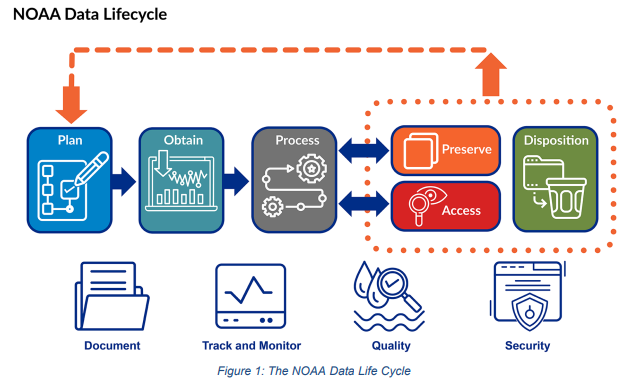 NOAA Data Lifecycle
Plan
Obtain
Process
Preserve
Access
Disposition
Document
Track and Monitor
Quality
Security
Figure 1: The NOAA Data Life Cycle